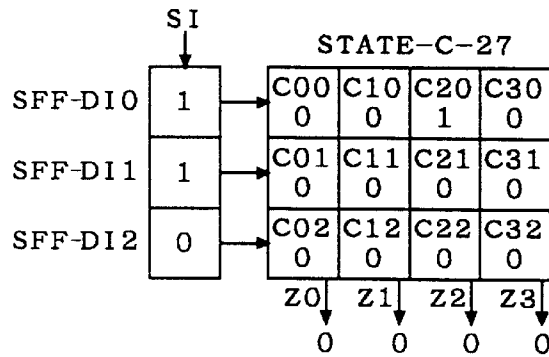 SI
STATE-C-27
SFF-DI0 1 C00 C10 C20 C30
0 0 1 0
SFF-DI1 1 C01 C11 C21 C31
0 0 0 0
SFF-DI2 0 C02 C12 C22 C32
0 0 0 0
Z0 Z1 Z2 Z3
0 0 0 0